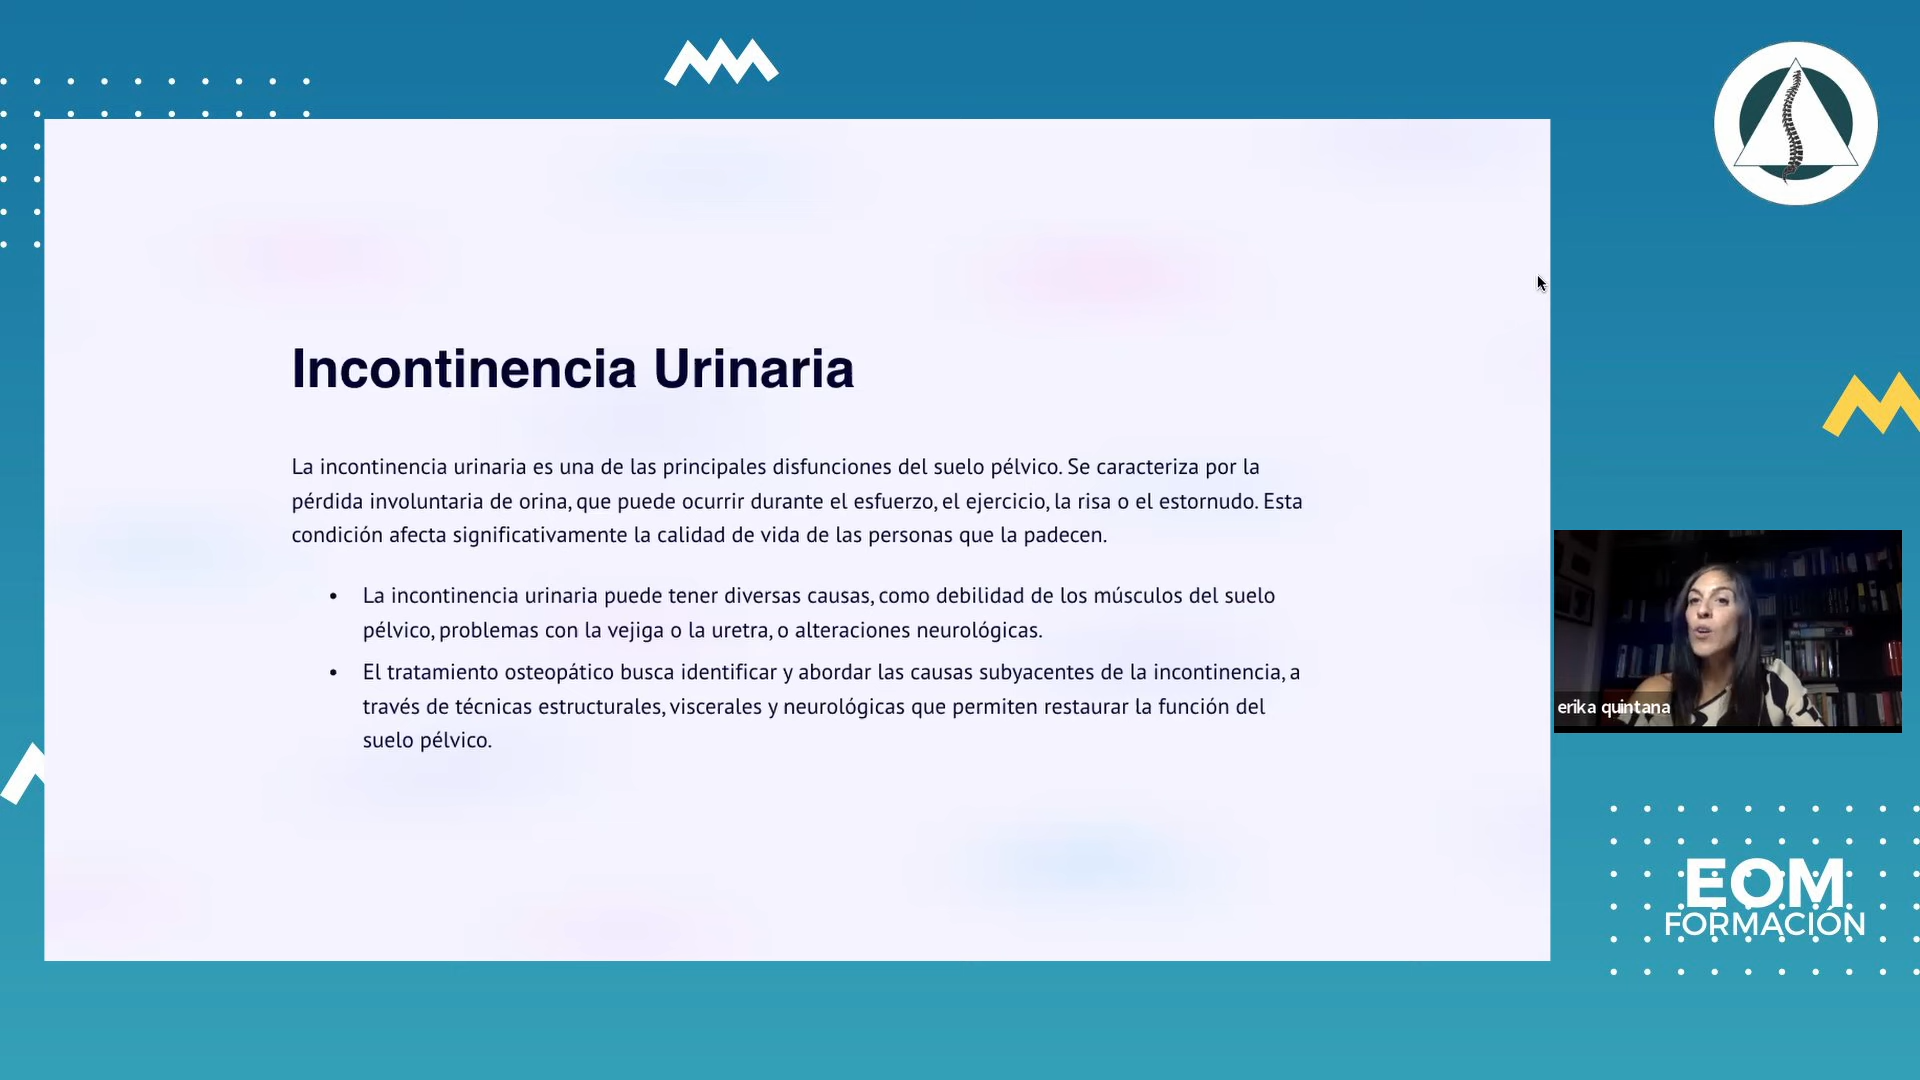 Incontinencia Urinaria
La incontinencia urinaria es una de las principales disfunciones del suelo pélvico. Se caracteriza por la
pérdida involuntaria de orina, que puede ocurrir durante el esfuerzo, el ejercicio, la risa o el estornudo. Esta
condición afecta significativamente la calidad de vida de las personas que la padecen.
• La incontinencia urinaria puede tener diversas causas, como debilidad de los músculos del suelo
pélvico, problemas con la vejiga o la uretra, o alteraciones neurológicas.
• El tratamiento osteopático busca identificar y abordar las causas subyacentes de la incontinencia, a
través de técnicas estructurales, viscerales y neurológicas que permiten restaurar la función del
suelo pélvico.
erika quintana
EOM
FORMACIÓN